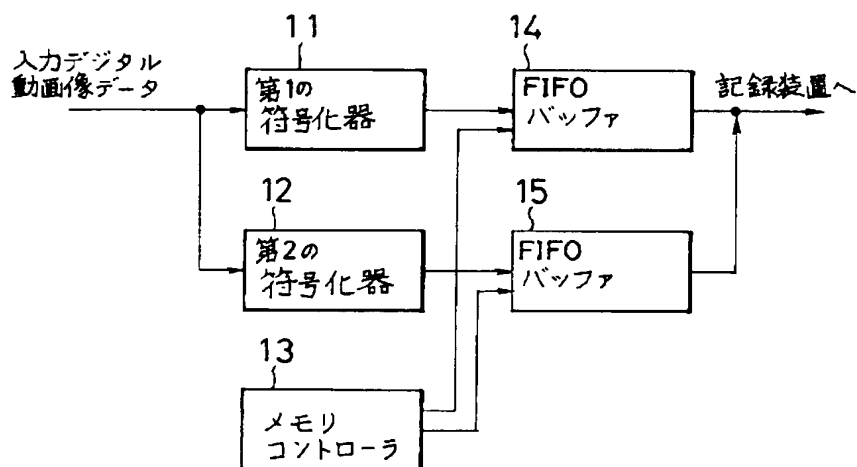 入力デジタル
動画像データ
11
第1の
符号化器
14
FIFO
バッファ
記録装置へ
12
第2の
符号化器
15
FIFO
バッファ
13
メモリ
コントローラ